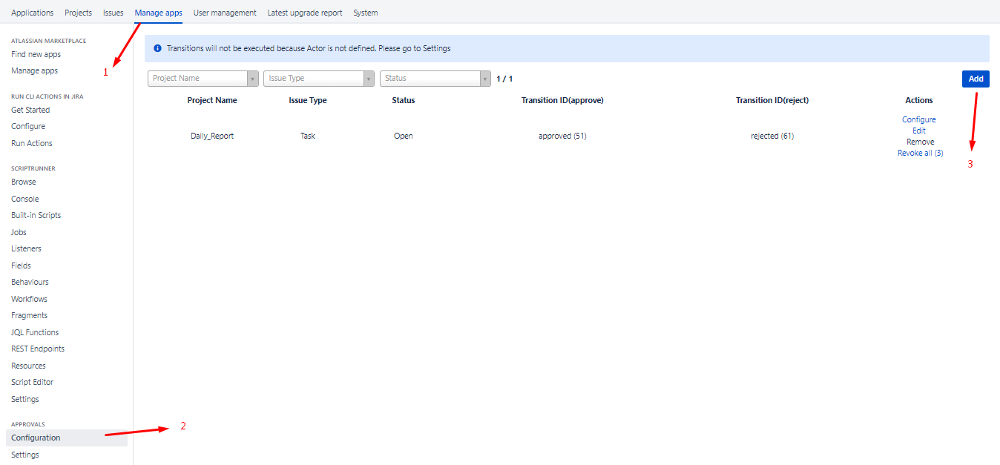 Applications Projects Issues Manage apps User management Latest upgrade report System
ATLASSIAN MARKETPLACE
Find new apps
Manage apps
1
RUN CLI ACTIONS IN JIRA
Get Started
Configure
Run Actions
SCRIPTRUNNER
Browse
Console
Built-in Scripts
Jobs
Listeners
Fields
Behaviours
Workflows
Fragments
JQL Functions
REST Endpoints
Resources
Script Editor
Settings
APPROVALS
Configuration
2
Settings
Transitions will not be executed because Actor is not defined. Please go to Settings
Project Name Issue Type Status 1 / 1 Add
Project Name Issue Type Status Transition ID(approve) Transition ID(reject) Actions
Daily_Report Task Open approved (51) rejected (61)
Configure
Edit
Remove
Revoke all (3)
3